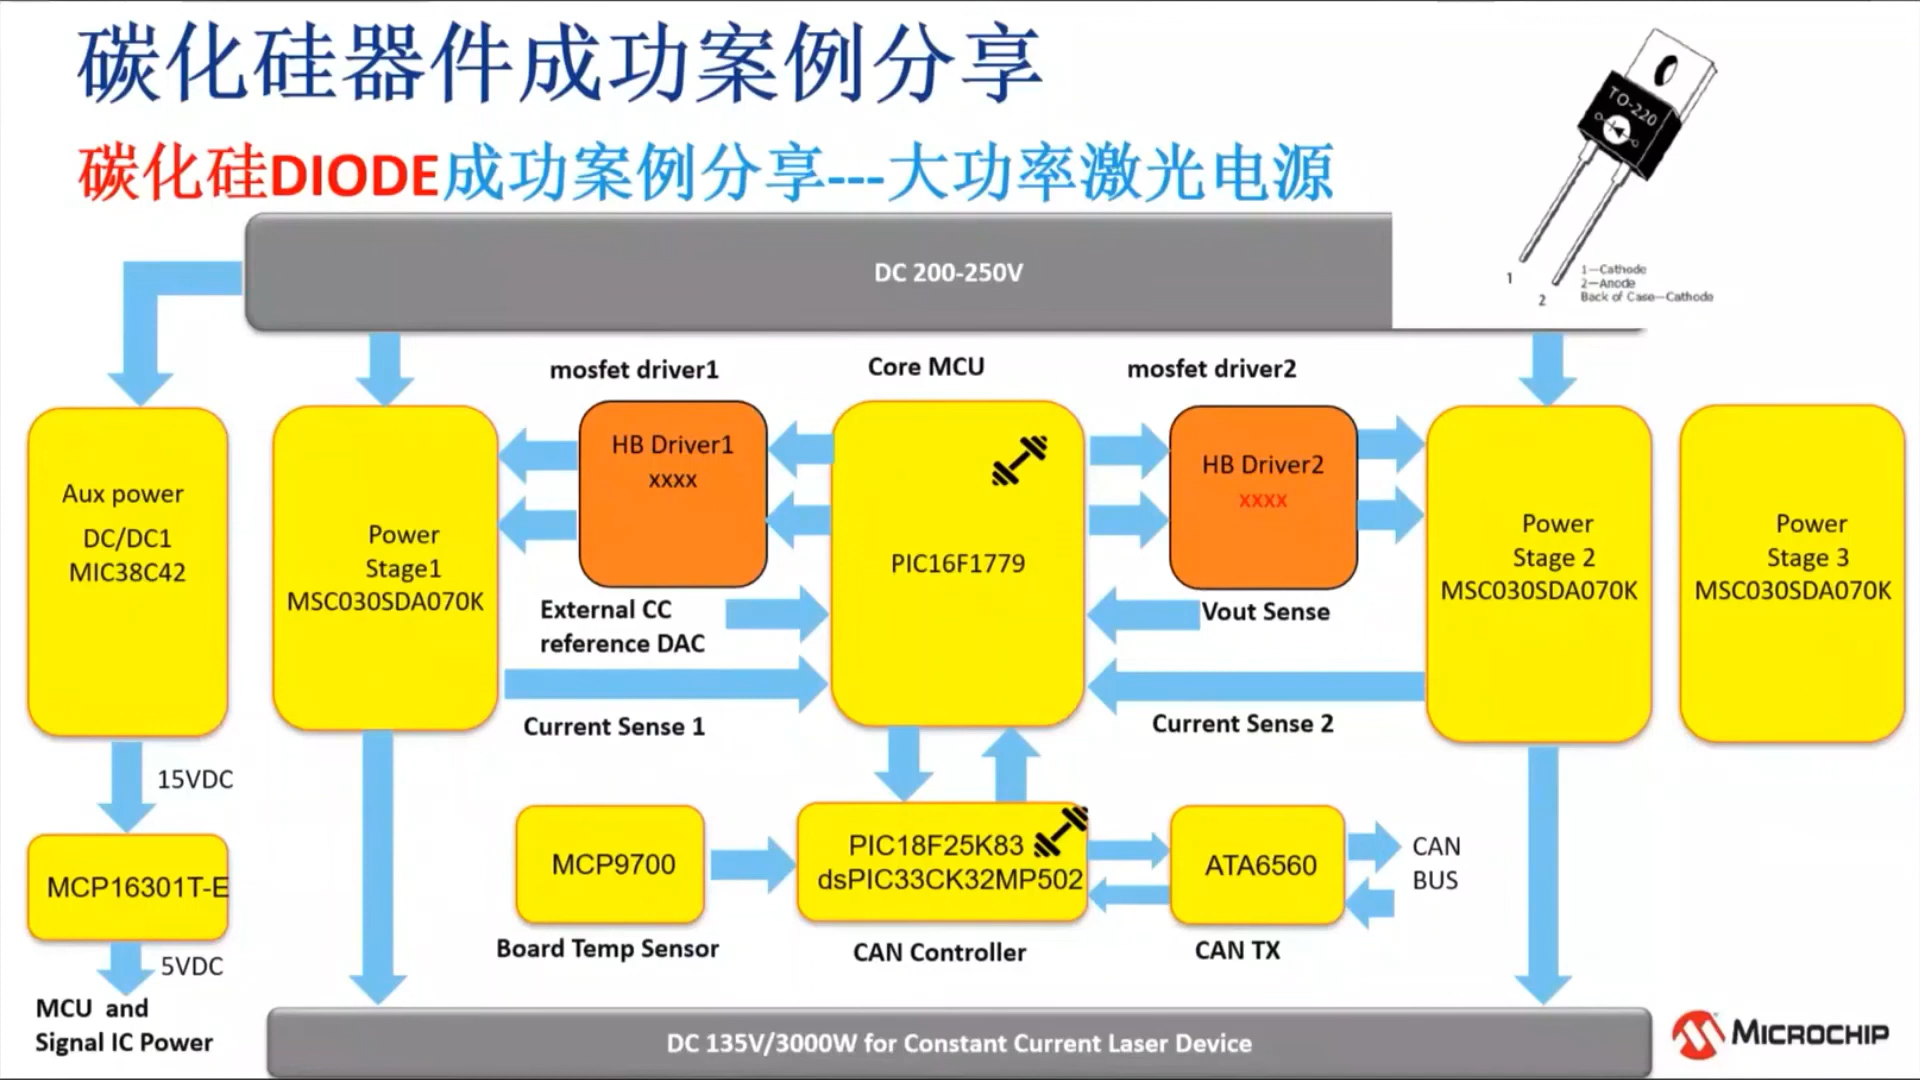 碳化硅器件成功案例分享
碳化硅DIODE成功案例分享---大功率激光电源
TO-220
1
2
1—Cathode
2—Anode
Back of Case—Cathode
DC 200-250V
mosfet driver1
Core MCU
mosfet driver2
Aux power
DC/DC1
MIC38C42
Power
Stage1
MSC030SDA070K
HB Driver1
xxxx
PIC16F1779
HB Driver2
xxxx
Power
Stage 2
MSC030SDA070K
Power
Stage 3
MSC030SDA070K
External CC
reference DAC
Vout Sense
Current Sense 1
Current Sense 2
15VDC
MCP16301T-E
5VDC
MCU and
Signal IC Power
MCP9700
Board Temp Sensor
PIC18F25K83
dsPIC33CK32MP502
CAN Controller
ATA6560
CAN TX
CAN
BUS
DC 135V/3000W for Constant Current Laser Device
MICROCHIP